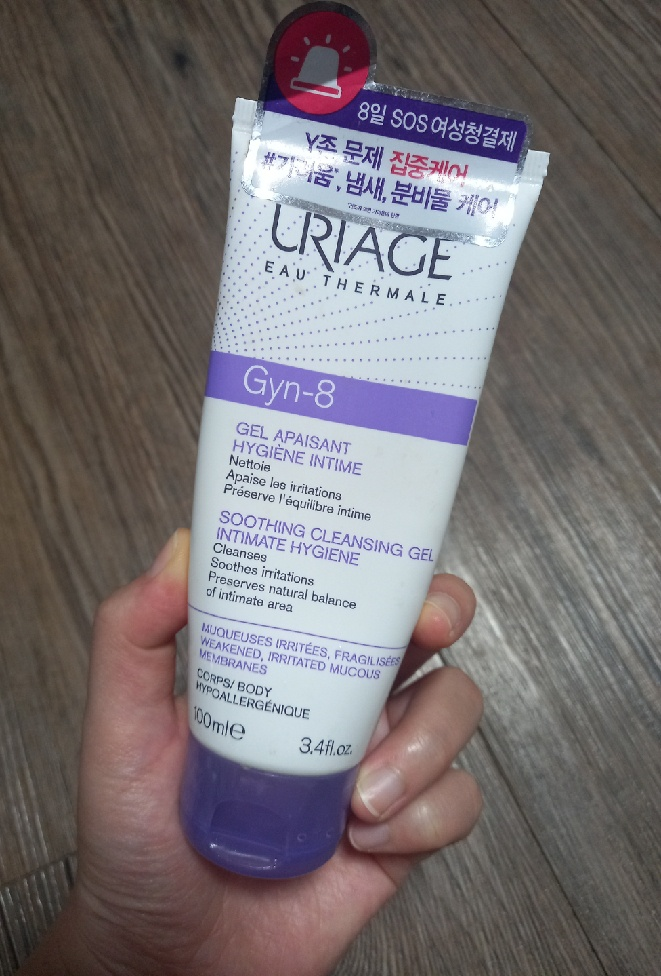 8일 SOS 여성청결제
Y존 문제 집중케어
#가려움*, 냄새, 분비물 케어
URIAGE
EAU THERMALE
Gyn-8
GEL APAISANT
HYGIÈNE INTIME
Nettoie
Apaise les irritations
Préserve l'équilibre intime
SOOTHING CLEANSING GEL
INTIMATE HYGIENE
Cleanses
Soothes irritations
Preserves natural balance
of intimate area
MUQUEUSES IRRITÉES, FRAGILISÉES
WEAKENED, IRRITATED MUCOUS
MEMBRANES
CORPS/ BODY
HYPOALLERGÉNIQUE
100ml e
3.4fl.oz.